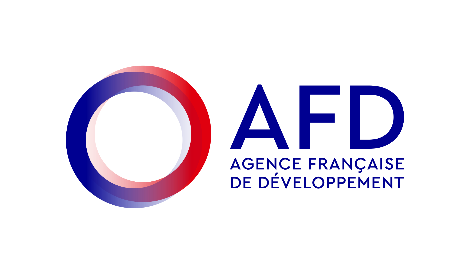 AFD
AGENCE FRANÇAISE
DE DÉVELOPPEMENT